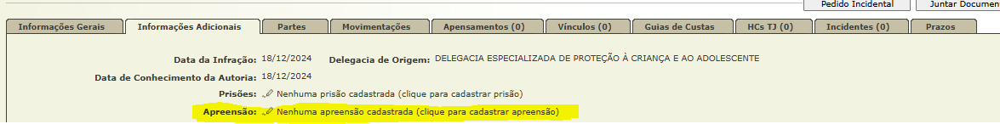 Pedido Incidental Juntar Documen
Informações Gerais Informações Adicionais Partes Movimentações Apensamentos (0) Vínculos (0) Guias de Custas HCs TJ (0) Incidentes (0) Prazos
Data da Infração: 18/12/2024 Delegacia de Origem: DELEGACIA ESPECIALIZADA DE PROTEÇÃO À CRIANÇA E AO ADOLESCENTE
Data de Conhecimento da Autoria: 18/12/2024
Prisões: Nenhuma prisão cadastrada (clique para cadastrar prisão)
Apreensão: Nenhuma apreensão cadastrada (clique para cadastrar apreensão)